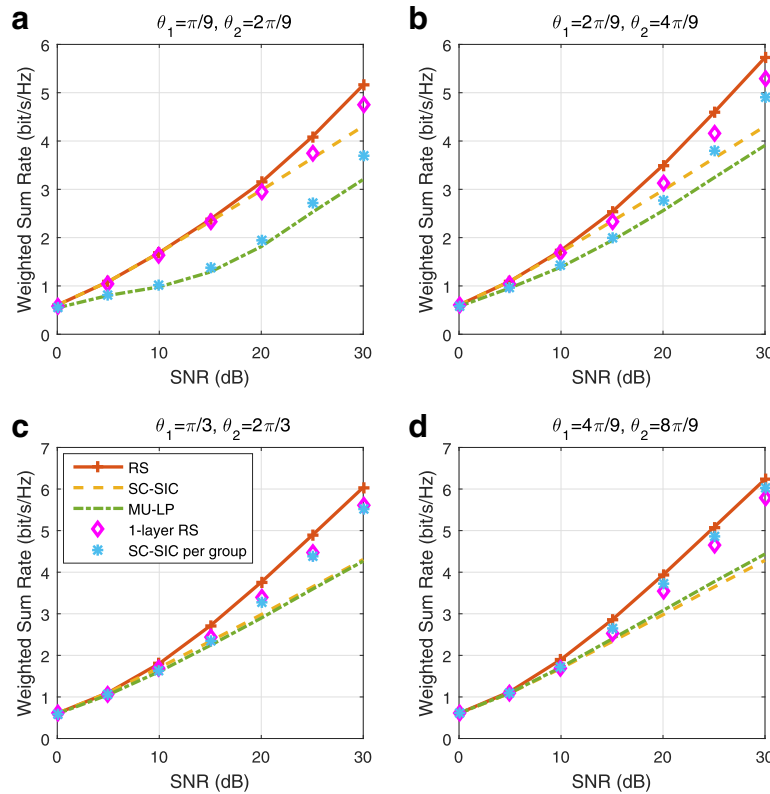 a
θ1=π/9, θ2=2π/9
6
5
4
3
2
1
0
Weighted Sum Rate (bit/s/Hz)
0
10
20
30
SNR (dB)
b
θ1=2π/9, θ2=4π/9
6
5
4
3
2
1
0
Weighted Sum Rate (bit/s/Hz)
0
10
20
30
SNR (dB)
c
θ1=π/3, θ2=2π/3
7
6
5
4
3
2
1
0
Weighted Sum Rate (bit/s/Hz)
RS
SC-SIC
MU-LP
1-layer RS
SC-SIC per group
0
10
20
30
SNR (dB)
d
θ1=4π/9, θ2=8π/9
7
6
5
4
3
2
1
0
Weighted Sum Rate (bit/s/Hz)
0
10
20
30
SNR (dB)